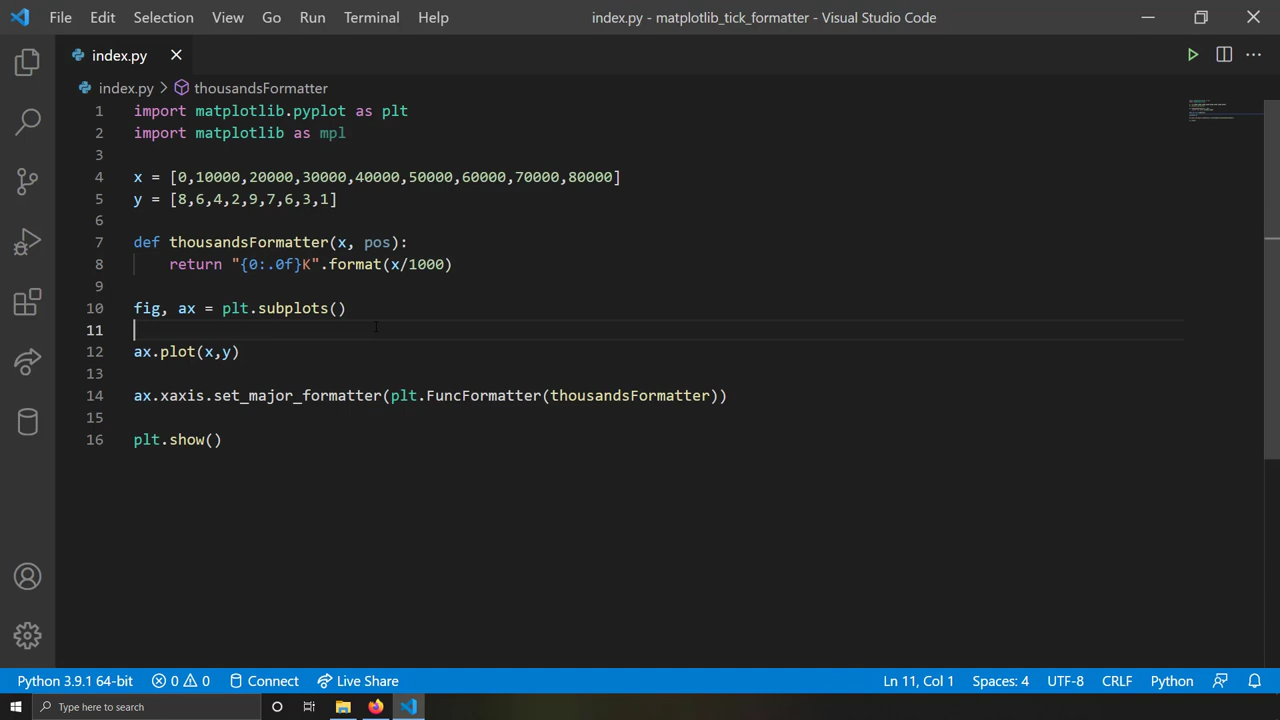 File Edit Selection View Go Run Terminal Help index.py - matplotlib_tick_formatter - Visual Studio Code
index.py
index.py > thousandsFormatter
1 import matplotlib.pyplot as plt
2 import matplotlib as mpl
3
4 x = [0,10000,20000,30000,40000,50000,60000,70000,80000]
5 y = [8,6,4,2,9,7,6,3,1]
6
7 def thousandsFormatter(x, pos):
8 return "{0:.0f}K".format(x/1000)
9
10 fig, ax = plt.subplots()
11
12 ax.plot(x,y)
13
14 ax.xaxis.set_major_formatter(plt.FuncFormatter(thousandsFormatter))
15
16 plt.show()
Python 3.9.1 64-bit 0 0 Connect Live Share Ln 11, Col 1 Spaces: 4 UTF-8 CRLF Python
Type here to search